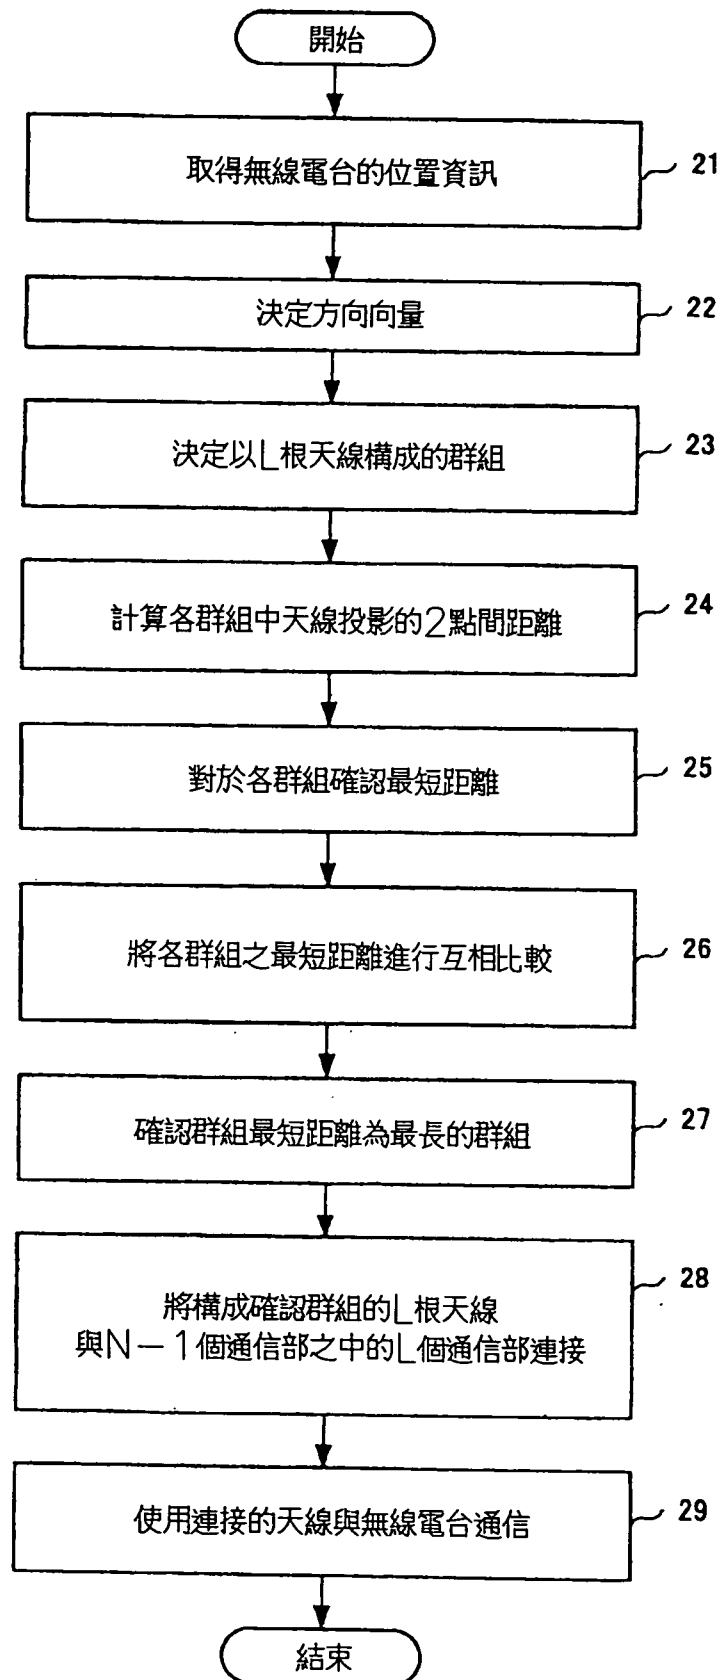 開始
取得無線電台的位置資訊
21
決定方向向量
22
決定以L根天線構成的群組
23
計算各群組中天線投影的2點間距離
24
對於各群組確認最短距離
25
將各群組之最短距離進行互相比較
26
確認群組最短距離為最長的群組
27
將構成確認群組的L根天線
與N－1個通信部之中的L個通信部連接
28
使用連接的天線與無線電台通信
29
結束